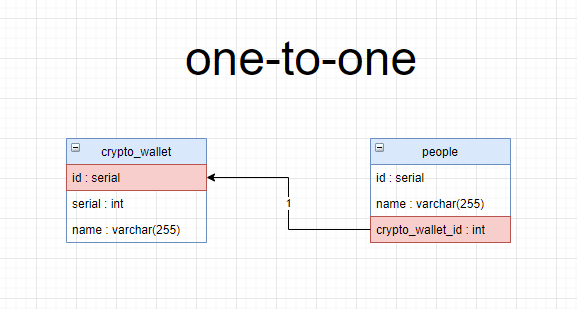 one-to-one
crypto_wallet
id : serial
serial : int
name : varchar(255)
1
people
id : serial
name : varchar(255)
crypto_wallet_id : int